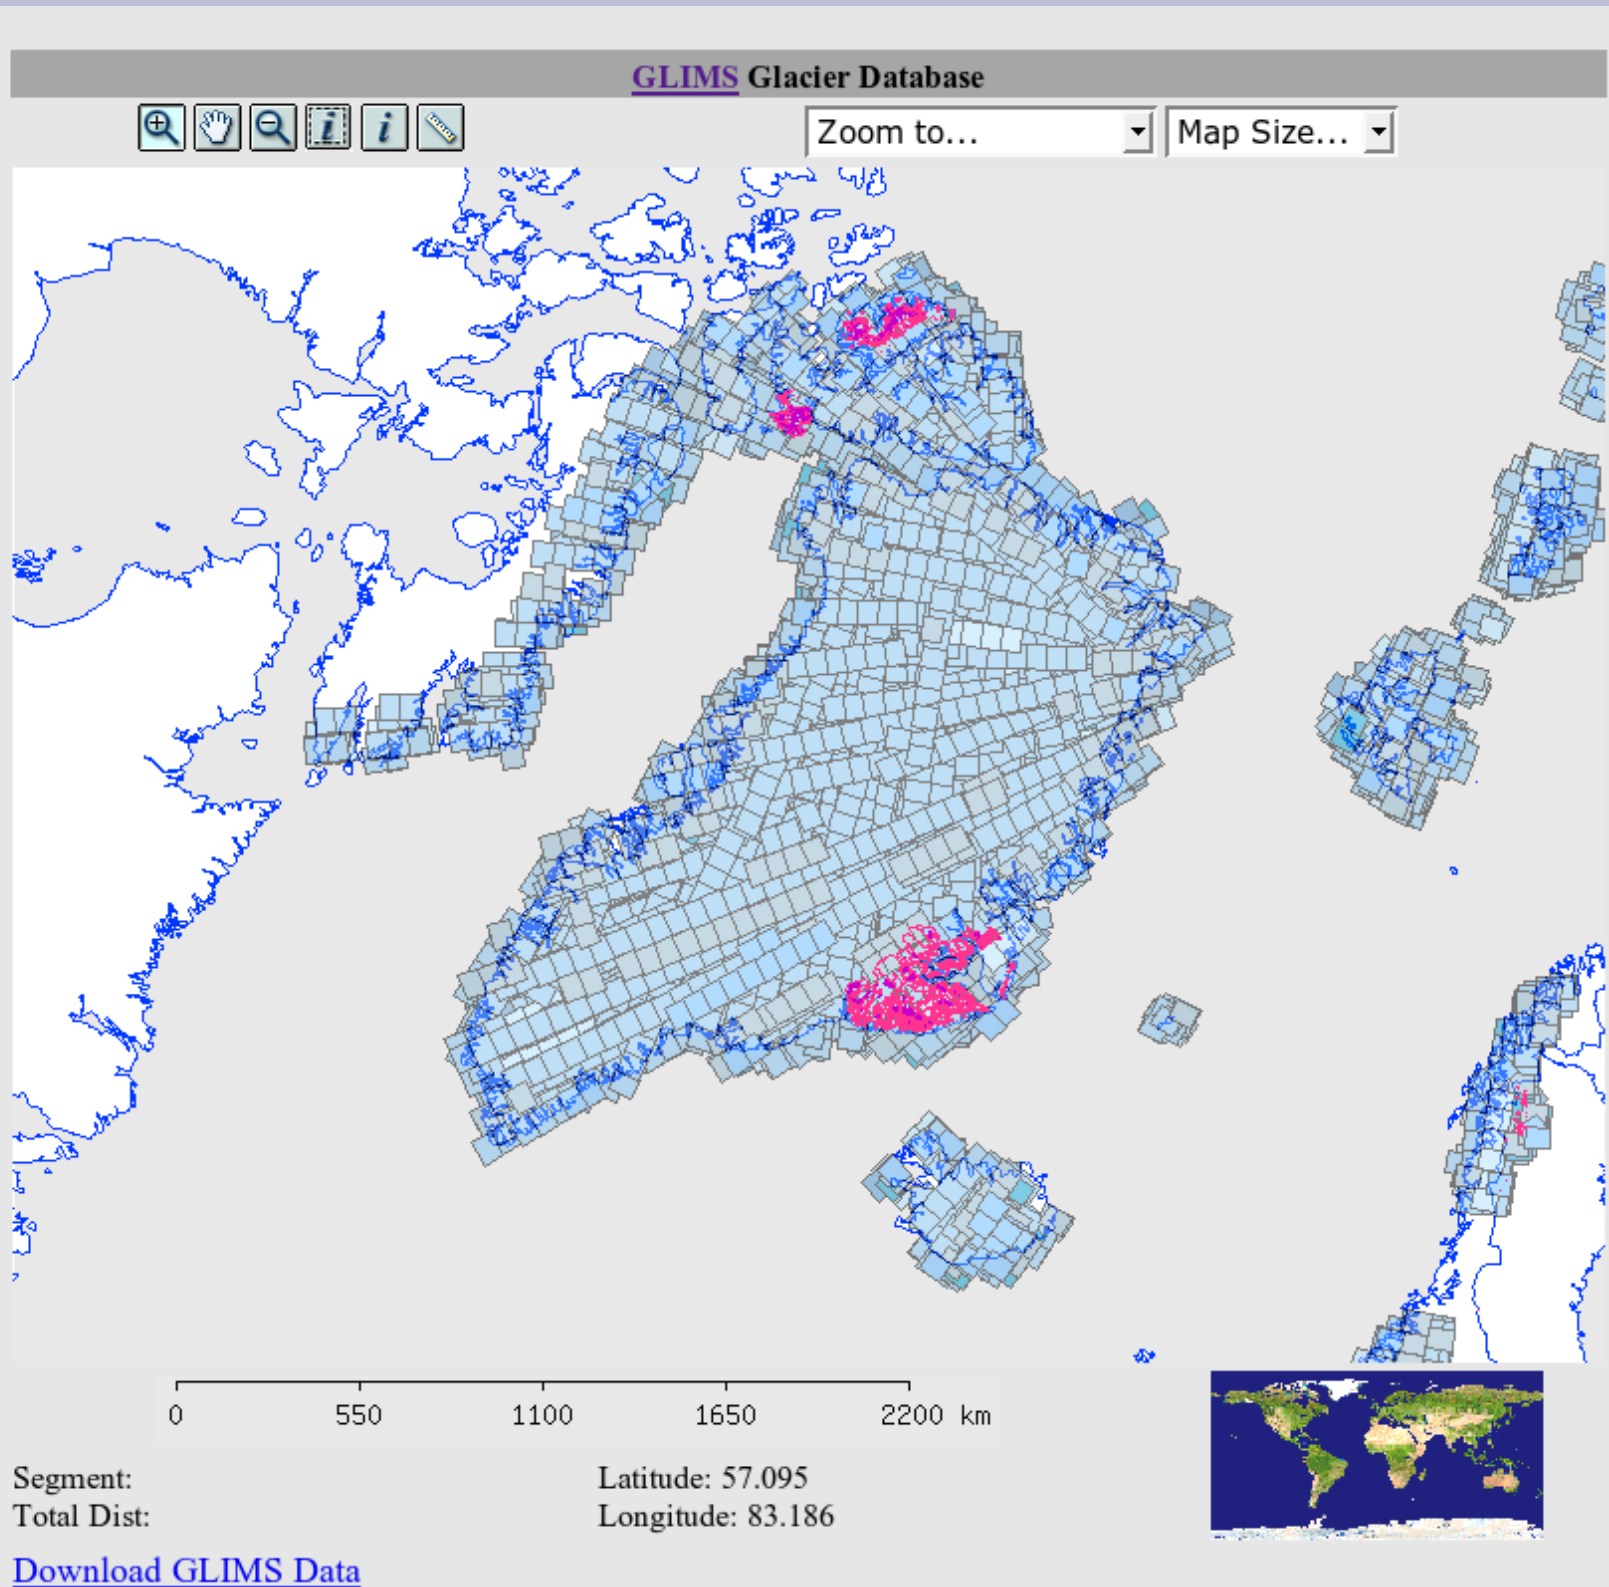 GLIMS Glacier Database
i i
Zoom to... Map Size...
0 550 1100 1650 2200 km
Segment: Latitude: 57.095
Total Dist: Longitude: 83.186
Download GLIMS Data